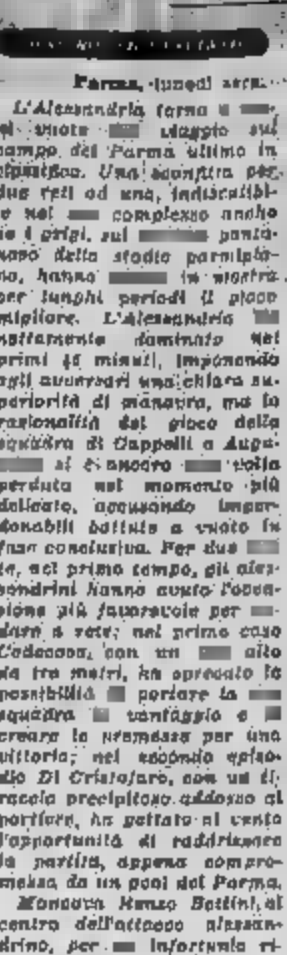 Parma, lunedì sera.
L'Alessandria torna a
mani vuote viaggio sul
campo del Parma ultimo in
classifica. Una sconfitta per
due reti ad una, indiscutibi-
e nel complesso anche
se i grigi, sul panta-
noso dello stadio parmigia-
no, hanno in mostra
per lunghi periodi il gioco
migliore. L'Alessandria
nettamente dominato nei
primi minuti, imponendo
agli avversari una chiara su-
periorità di manovra, ma la
razionalità del gioco della
squadra di Cappelli e
si è ancora volta
perduta nel momento più
delicato, accusando imper-
donabili battute a vuoto in
fase conclusiva. Per due
te, nel primo tempo, gli ales-
sandrini hanno avuto l'occa-
sione più favorevole per
dare a rete; nel primo caso
con un alto
da tre metri, ha sprecato la
possibilità portare la
squadra vantaggio e
creare le premesse per una
vittoria; nel secondo episo-
dio Di Cristofaro, con un ti-
raccio precipitoso addosso al
portiere, ha gettato al vento
l'opportunità di raddrizzare
la partita, appena compro-
messa da un gol del Parma.
Renzo Bettini, al
centro dell'attacco alessan-
drino, per infortunio ri-